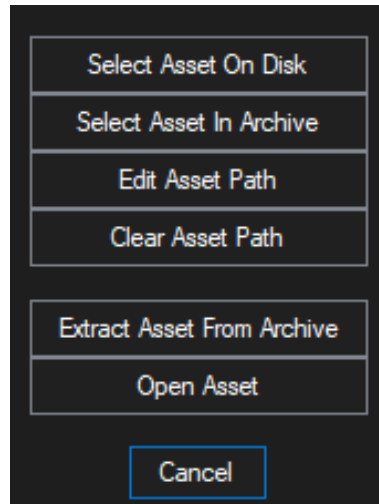 Select Asset On Disk
Select Asset In Archive
Edit Asset Path
Clear Asset Path
Extract Asset From Archive
Open Asset
Cancel